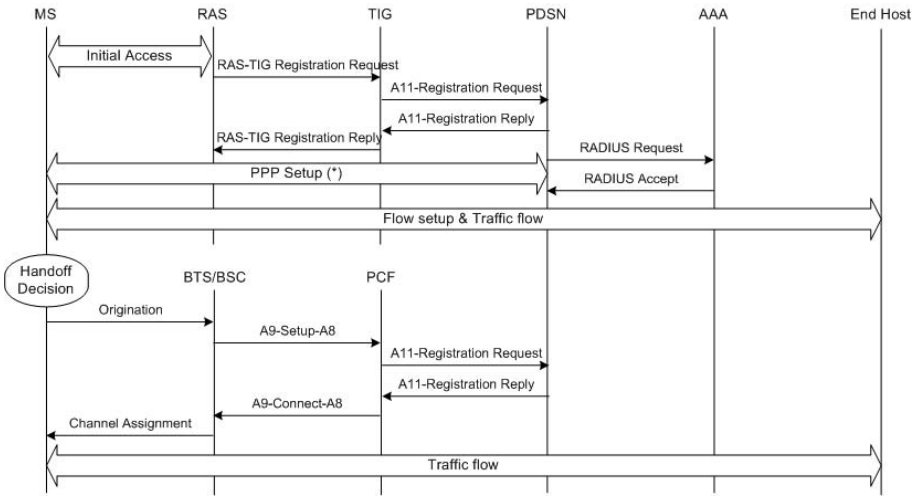 MS RAS TIG PDSN AAA End Host
Initial Access
RAS-TIG Registration Request
A11-Registration Request
A11-Registration Reply
RAS-TIG Registration Reply
RADIUS Request
PPP Setup (*)
RADIUS Accept
Flow setup & Traffic flow
Handoff
Decision
BTS/BSC PCF
Origination
A9-Setup-A8
A11-Registration Request
A11-Registration Reply
A9-Connect-A8
Channel Assignment
Traffic flow